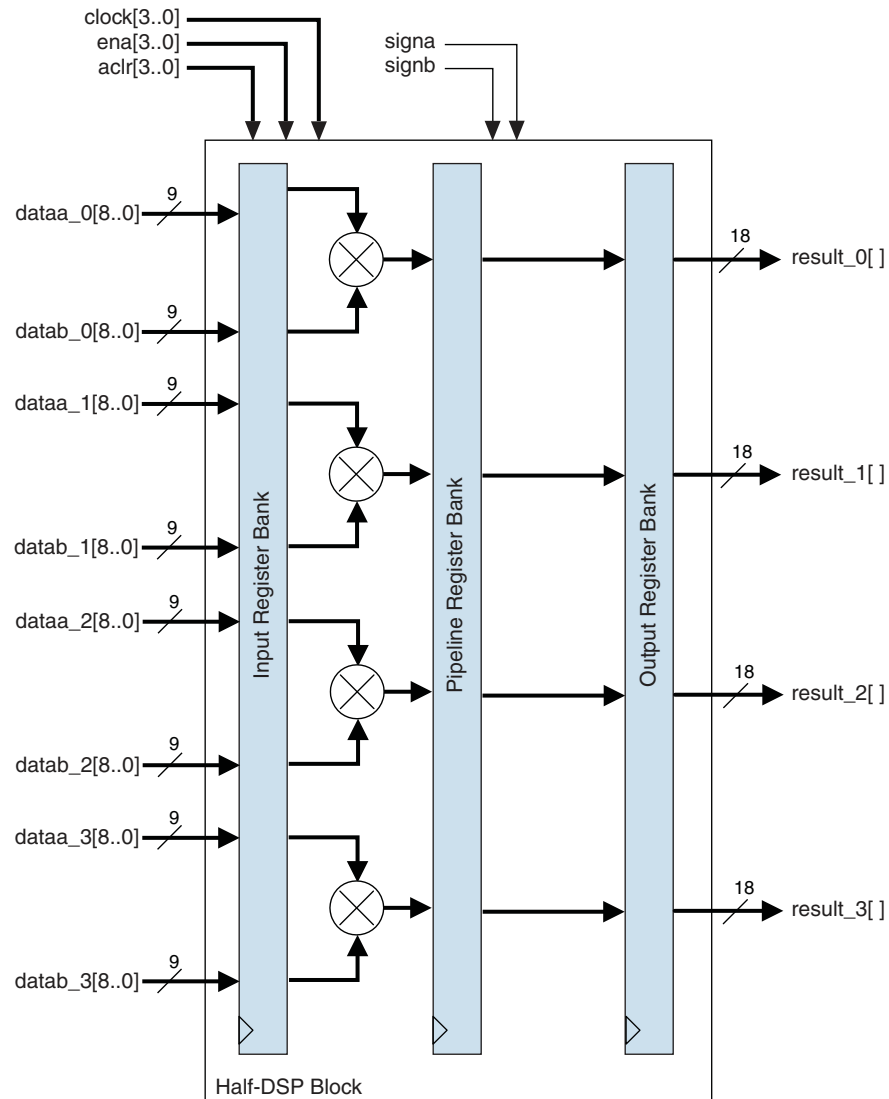 clock[3..0]
ena[3..0]
aclr[3..0]
signa
signb
dataa_0[8..0]
9
datab_0[8..0]
9
dataa_1[8..0]
9
datab_1[8..0]
9
dataa_2[8..0]
9
datab_2[8..0]
9
dataa_3[8..0]
9
datab_3[8..0]
9
Input Register Bank
Pipeline Register Bank
Output Register Bank
18
result_0[ ]
18
result_1[ ]
18
result_2[ ]
18
result_3[ ]
Half-DSP Block